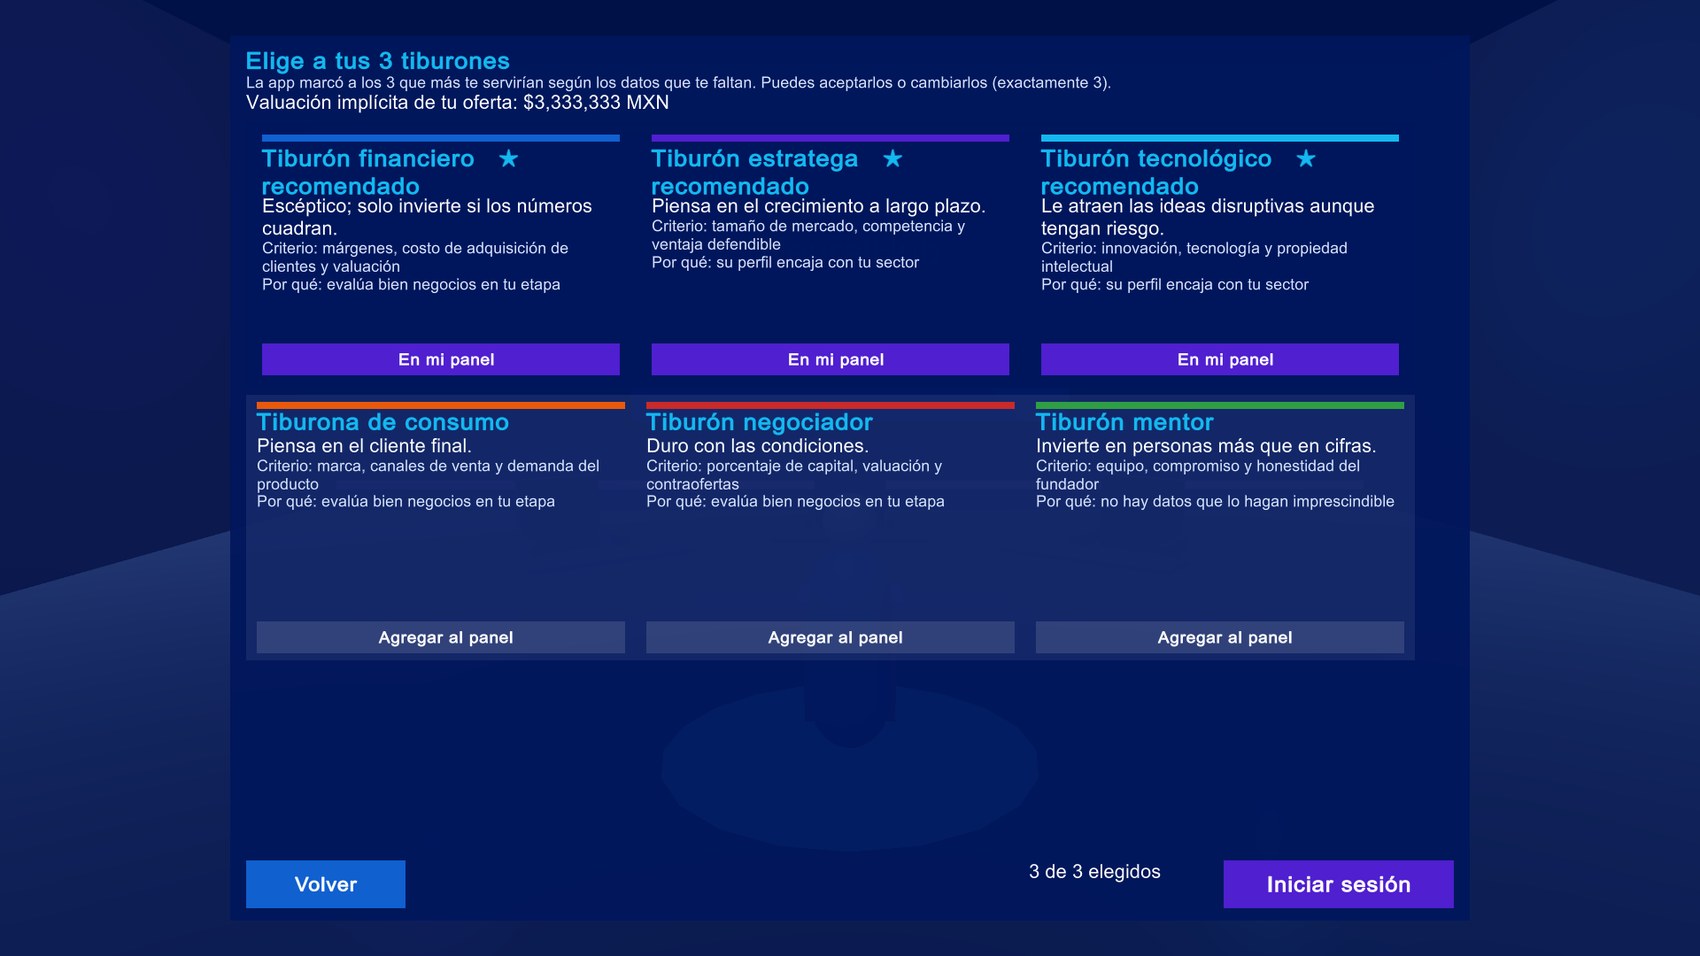 Elige a tus 3 tiburones
La app marcó a los 3 que más te servirían según los datos que te faltan. Puedes aceptarlos o cambiarlos (exactamente 3).
Valuación implícita de tu oferta: $3,333,333 MXN
Tiburón financiero ★
recomendado
Escéptico; solo invierte si los números
cuadran.
Criterio: márgenes, costo de adquisición de
clientes y valuación
Por qué: evalúa bien negocios en tu etapa
En mi panel
Tiburón estratega ★
recomendado
Piensa en el crecimiento a largo plazo.
Criterio: tamaño de mercado, competencia y
ventaja defendible
Por qué: su perfil encaja con tu sector
En mi panel
Tiburón tecnológico ★
recomendado
Le atraen las ideas disruptivas aunque
tengan riesgo.
Criterio: innovación, tecnología y propiedad
intelectual
Por qué: su perfil encaja con tu sector
En mi panel
Tiburona de consumo
Piensa en el cliente final.
Criterio: marca, canales de venta y demanda del
producto
Por qué: evalúa bien negocios en tu etapa
Agregar al panel
Tiburón negociador
Duro con las condiciones.
Criterio: porcentaje de capital, valuación y
contraofertas
Por qué: evalúa bien negocios en tu etapa
Agregar al panel
Tiburón mentor
Invierte en personas más que en cifras.
Criterio: equipo, compromiso y honestidad del
fundador
Por qué: no hay datos que lo hagan imprescindible
Agregar al panel
Volver
3 de 3 elegidos
Iniciar sesión